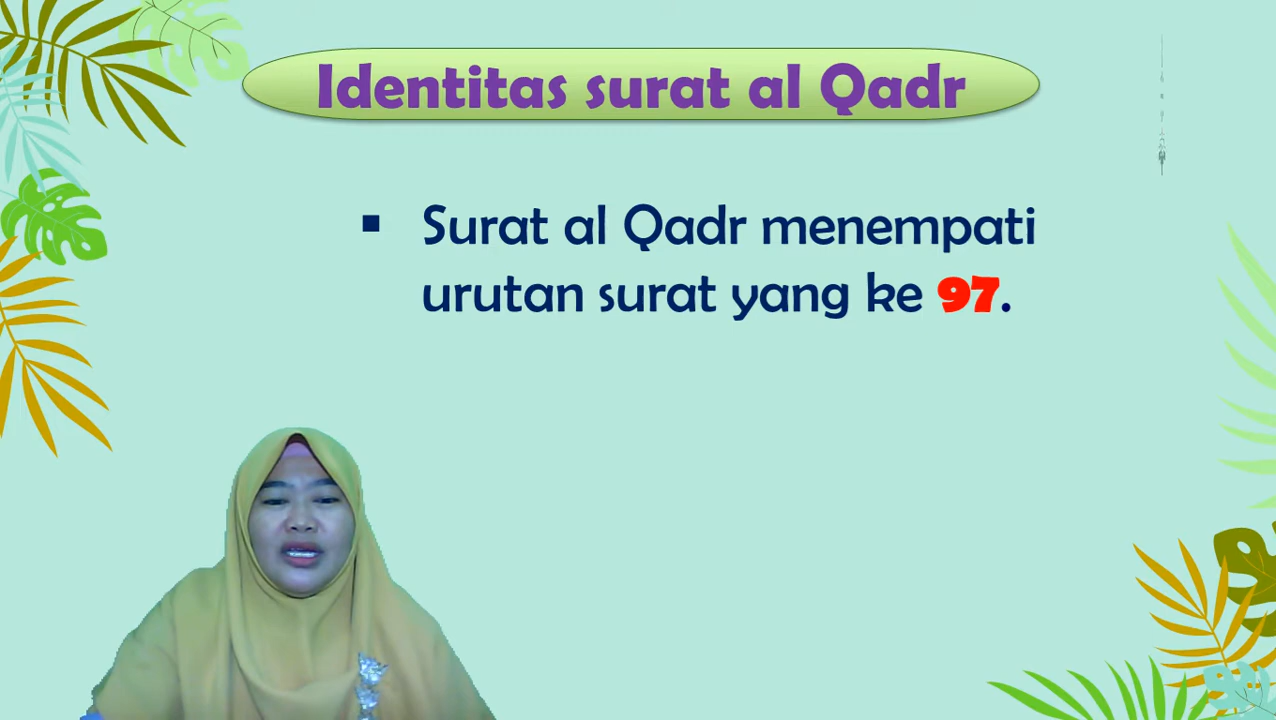 Identitas surat al Qadr
▪ Surat al Qadr menempati
urutan surat yang ke 97.